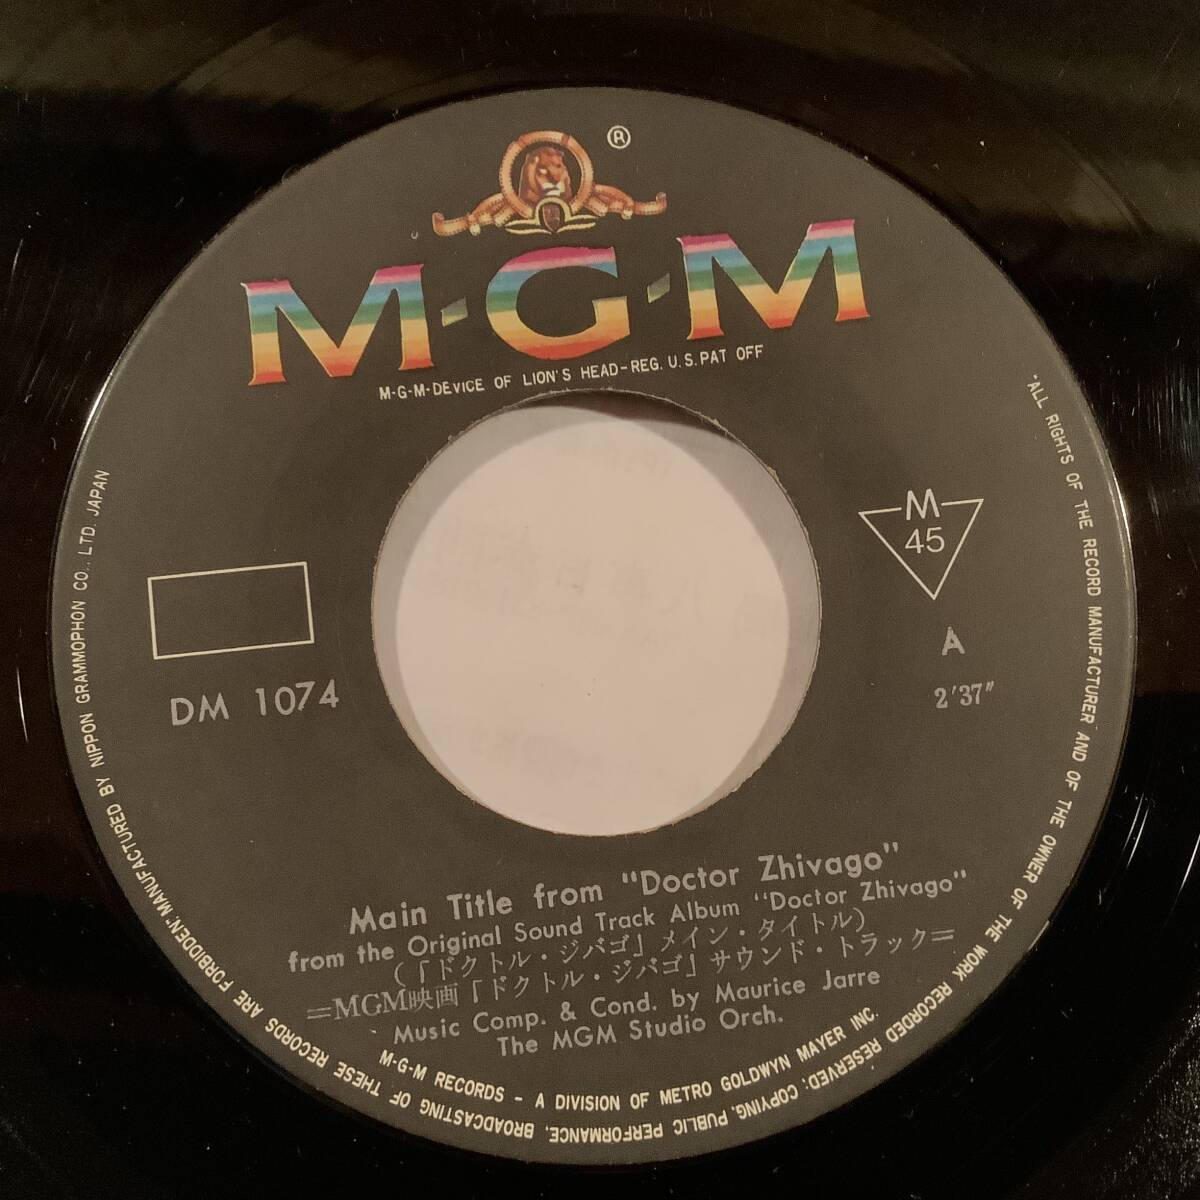 ®
M-G-M
M-G-M-DEVICE OF LION'S HEAD-REG. U.S. PAT OFF
M
45
A
2'37"
DM 1074
Main Title from "Doctor Zhivago"
from the Original Sound Track Album "Doctor Zhivago"
(「ドクトル・ジバゴ」メイン・タイトル)
=MGM映画「ドクトル・ジバゴ」サウンド・トラック=
Music Comp. & Cond. by Maurice Jarre
The MGM Studio Orch.
M-G-M RECORDS - A DIVISION OF METRO GOLDWYN MAYER INC.
"ALL RIGHTS OF THE RECORD MANUFACTURER AND OF THE OWNER OF THE WORK RECORDED RESERVED; COPYING, PUBLIC PERFORMANCE, BROADCASTING OF THESE RECORDS ARE FORBIDDEN." MANUFACTURED BY NIPPON GRAMMOPHON CO., LTD. JAPAN